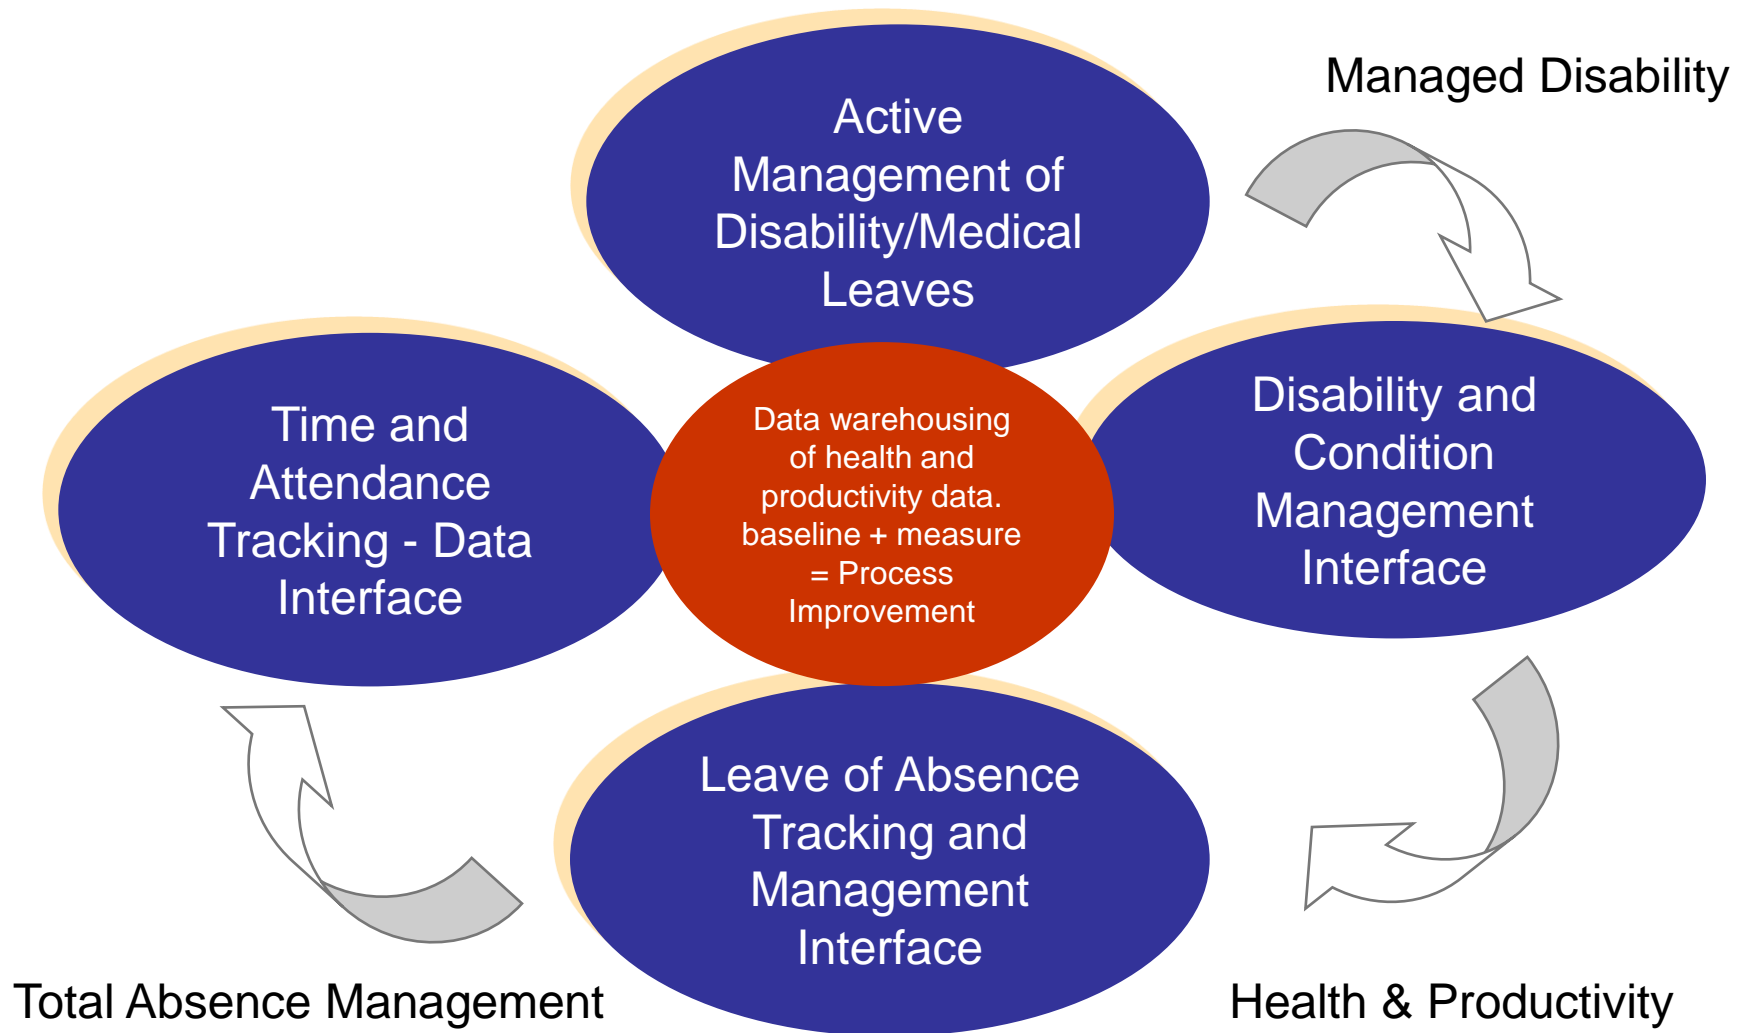 Managed Disability
Active
Management of
Disability/Medical
Leaves
Time and
Attendance
Tracking - Data
Interface
Data warehousing
of health and
productivity data.
baseline + measure
= Process
Improvement
Disability and
Condition
Management
Interface
Leave of Absence
Tracking and
Management
Interface
Total Absence Management
Health & Productivity